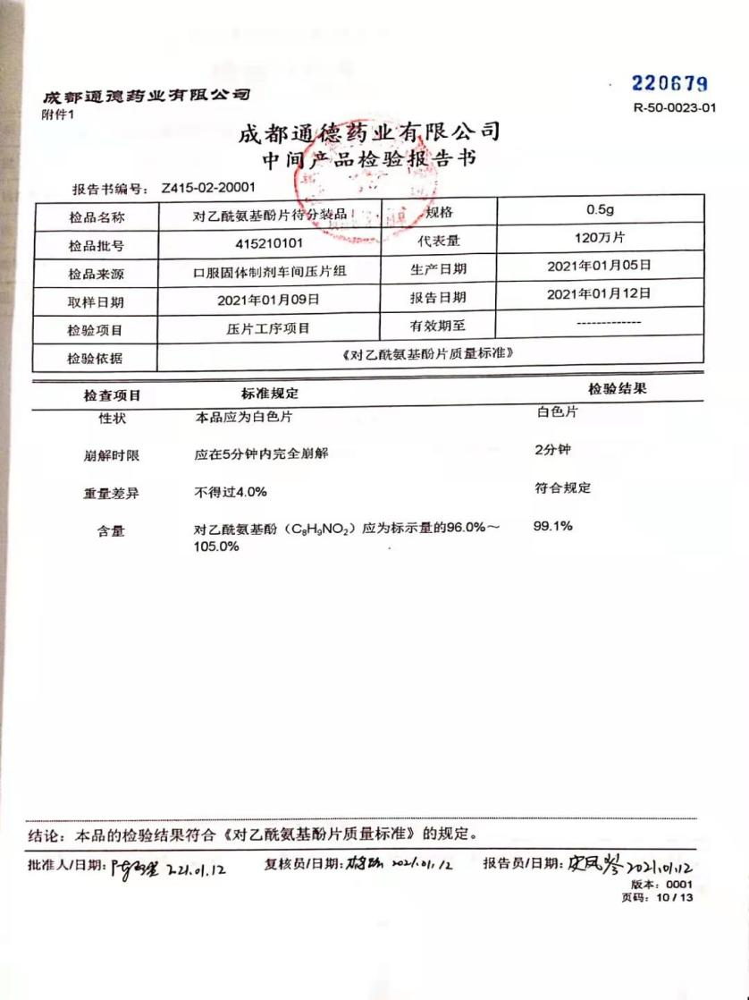 220679
成都通德药业有限公司
附件1
R-50-0023-01
成都通德药业有限公司
中间产品检验报告书
报告书编号： Z415-02-20001
检品名称 对乙酰氨基酚片待分装品 规格 0.5g
检品批号 415210101 代表量 120万片
检品来源 口服固体制剂车间压片组 生产日期 2021年01月05日
取样日期 2021年01月09日 报告日期 2021年01月12日
检验项目 压片工序项目 有效期至 -------------
检验依据 《对乙酰氨基酚片质量标准》
检查项目 标准规定 检验结果
性状 本品应为白色片 白色片
崩解时限 应在5分钟内完全崩解 2分钟
重量差异 不得过4.0% 符合规定
含量 对乙酰氨基酚（C₈H₉NO₂）应为标示量的96.0%～ 99.1%
105.0%
结论：本品的检验结果符合《对乙酰氨基酚片质量标准》的规定。
批准人/日期: 221.01.12 复核员/日期: 2021.01.12 报告员/日期: 2021.01.12
版本：0001
页码：10 / 13